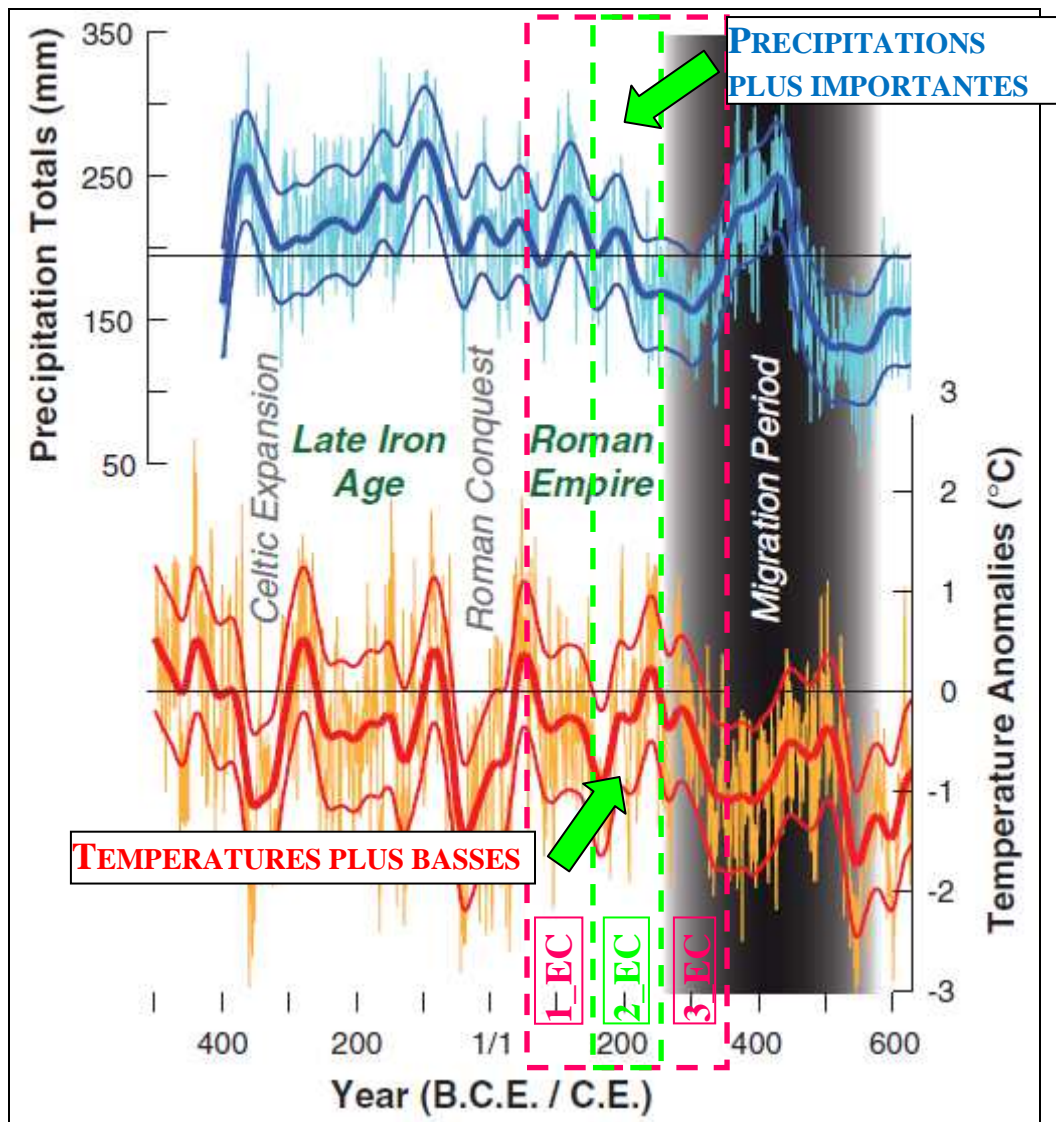 350
250
150
50
Precipitation Totals (mm)
PRECIPITATIONS
PLUS IMPORTANTES
Celtic Expansion
Late Iron
Age
Roman Conquest
Roman
Empire
Migration Period
3
2
1
0
-1
-2
-3
Temperature Anomalies (°C)
TEMPERATURES PLUS BASSES
1_EC
2_EC
3_EC
400
200
1/1
200
400
600
Year (B.C.E. / C.E.)